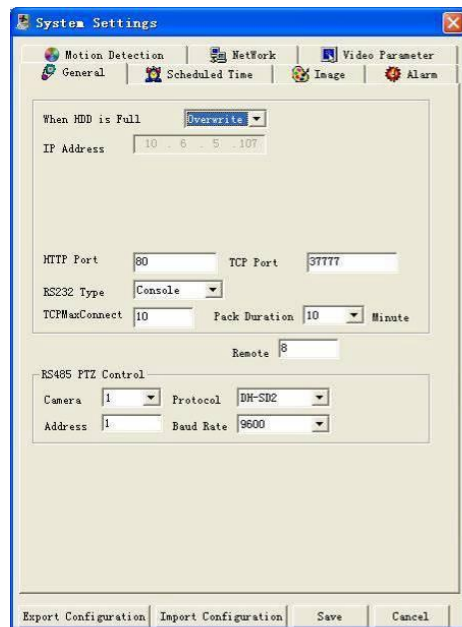 System Settings
Motion Detection NetWork Video Parameter
General Scheduled Time Image Alarm
When HDD is Full Overwrite
IP Address 10 . 6 . 5 .107
HTTP Port 80 TCP Port 37777
RS232 Type Console
TCPMaxConnect 10 Pack Duration 10 Minute
Remote 8
RS485 PTZ Control
Camera 1 Protocol DH-SD2
Address 1 Baud Rate 9600
Export Configuration Import Configuration Save Cancel